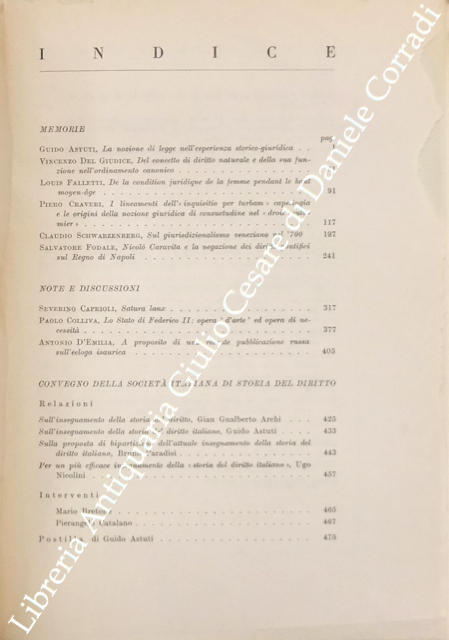 INDICE
MEMORIE
pag.
GUIDO ASTUTI, La nozione di legge nell'esperienza storico-giuridica . . 1
VINCENZO DEL GIUDICE, Del concetto di diritto naturale e della sua fun-
zione nell'ordinamento canonico
LOUIS FALLETTI, De la condition juridique de la femme pendant le haut
moyen-âge 91
PIERO CRAVERI, I lineamenti dell'« inquisitio per turbam »
e le origini della nozione giuridica di consuetudine nel « droit
mier » 117
CLAUDIO SCHWARZENBERG, Sul giurisdizionalismo veneziano nel '700 197
SALVATORE FODALE, Nicolò Caravita e la negazione dei diritti pontifici
sul Regno di Napoli 241
NOTE E DISCUSSIONI
SEVERINO CAPRIOLI, Satura lanx 317
PAOLO COLLIVA, Lo Stato di Federico II: opera « d'arte » ed opera di ne-
cessità 377
ANTONIO D'EMILIA, A proposito di una pubblicazione russa
sull'ecloga isaurica 405
CONVEGNO DELLA SOCIETÀ ITALIANA DI STORIA DEL DIRITTO
Relazioni
Sull'insegnamento della storia del diritto, Gian Gualberto Archi . . . 425
Sull'insegnamento della storia del diritto italiano, Guido Astuti . . . 433
Sulla proposta di bipartizione dell'attuale insegnamento della storia del
diritto italiano, Bruno Paradisi 443
Per un più efficace insegnamento della « storia del diritto italiano », Ugo
Nicolini 457
Interventi
Mario Bretone 465
Pierangelo Catalano 467
Postilla di Guido Astuti 475
Libreria Antiquaria Giulio Cesare di Daniele Corradi